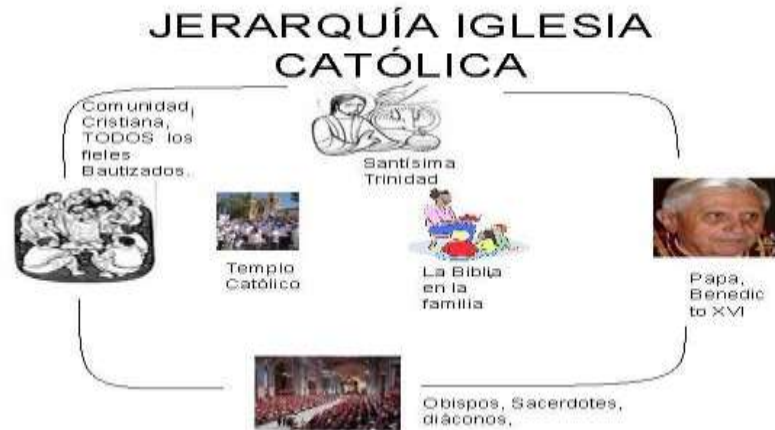 JERARQUÍA IGLESIA
CATÓLICA
Comunidad,
Cristiana,
TODOS los
fieles
Bautizados.
Santísima
Trinidad
Templo
Católico
La Biblia
en la
familia
Papa,
Benedic
to XVI
Obispos, Sacerdotes,
diáconos,